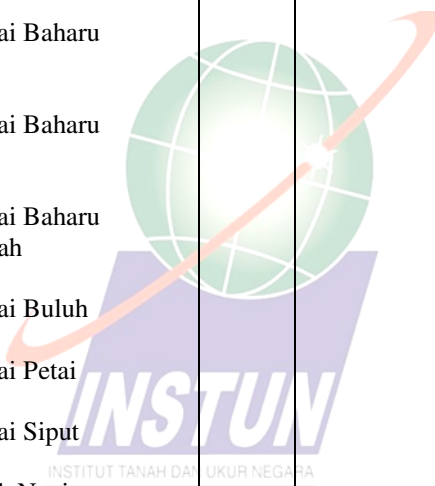 ai Baharu
ai Baharu
ai Baharu
ah
ai Buluh
ai Petai
ai Siput
INSTUN
INSTITUT TANAH DAN UKUR NEGARA